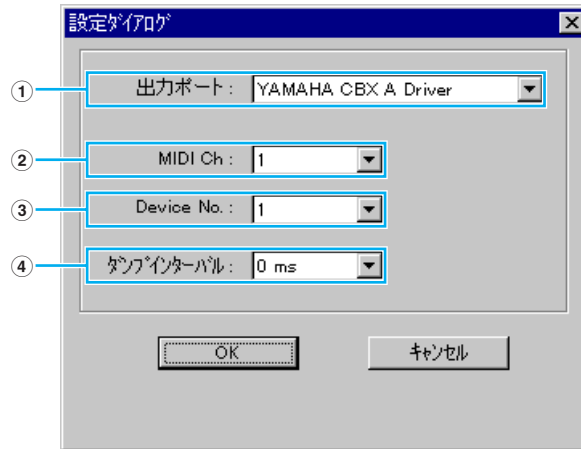 設定ﾀﾞｲｱﾛｸﾞ
① 出力ポート： YAMAHA CBX A Driver
② MIDI Ch： 1
③ Device No.： 1
④ ﾀﾞﾝﾌﾟｲﾝﾀｰﾊﾞﾙ： 0 ms
OK ｷｬﾝｾﾙ